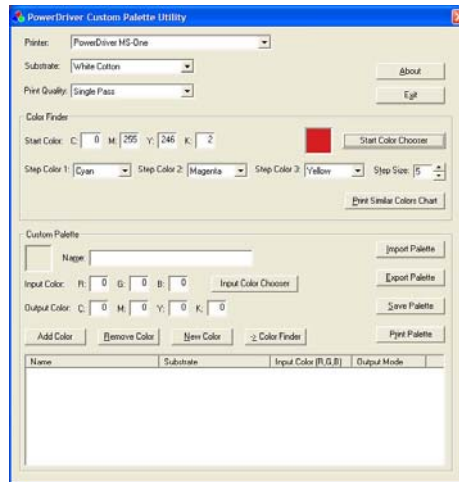 PowerDriver Custom Palette Utility
Printer: PowerDriver MS-One
Substrate: White Cotton About
Print Quality: Single Pass Exit
Color Finder
Start Color: C: 0 M: 255 Y: 246 K: 2 Start Color Chooser
Step Color 1: Cyan Step Color 2: Magenta Step Color 3: Yellow Step Size: 5
Print Similar Colors Chart
Custom Palette
Name: Import Palette
Input Color: R: 0 G: 0 B: 0 Input Color Chooser Export Palette
Output Color: C: 0 M: 0 Y: 0 K: 0 Save Palette
Add Color Remove Color New Color -> Color Finder Print Palette
Name Substrate Input Color (R,G,B) Output Mode